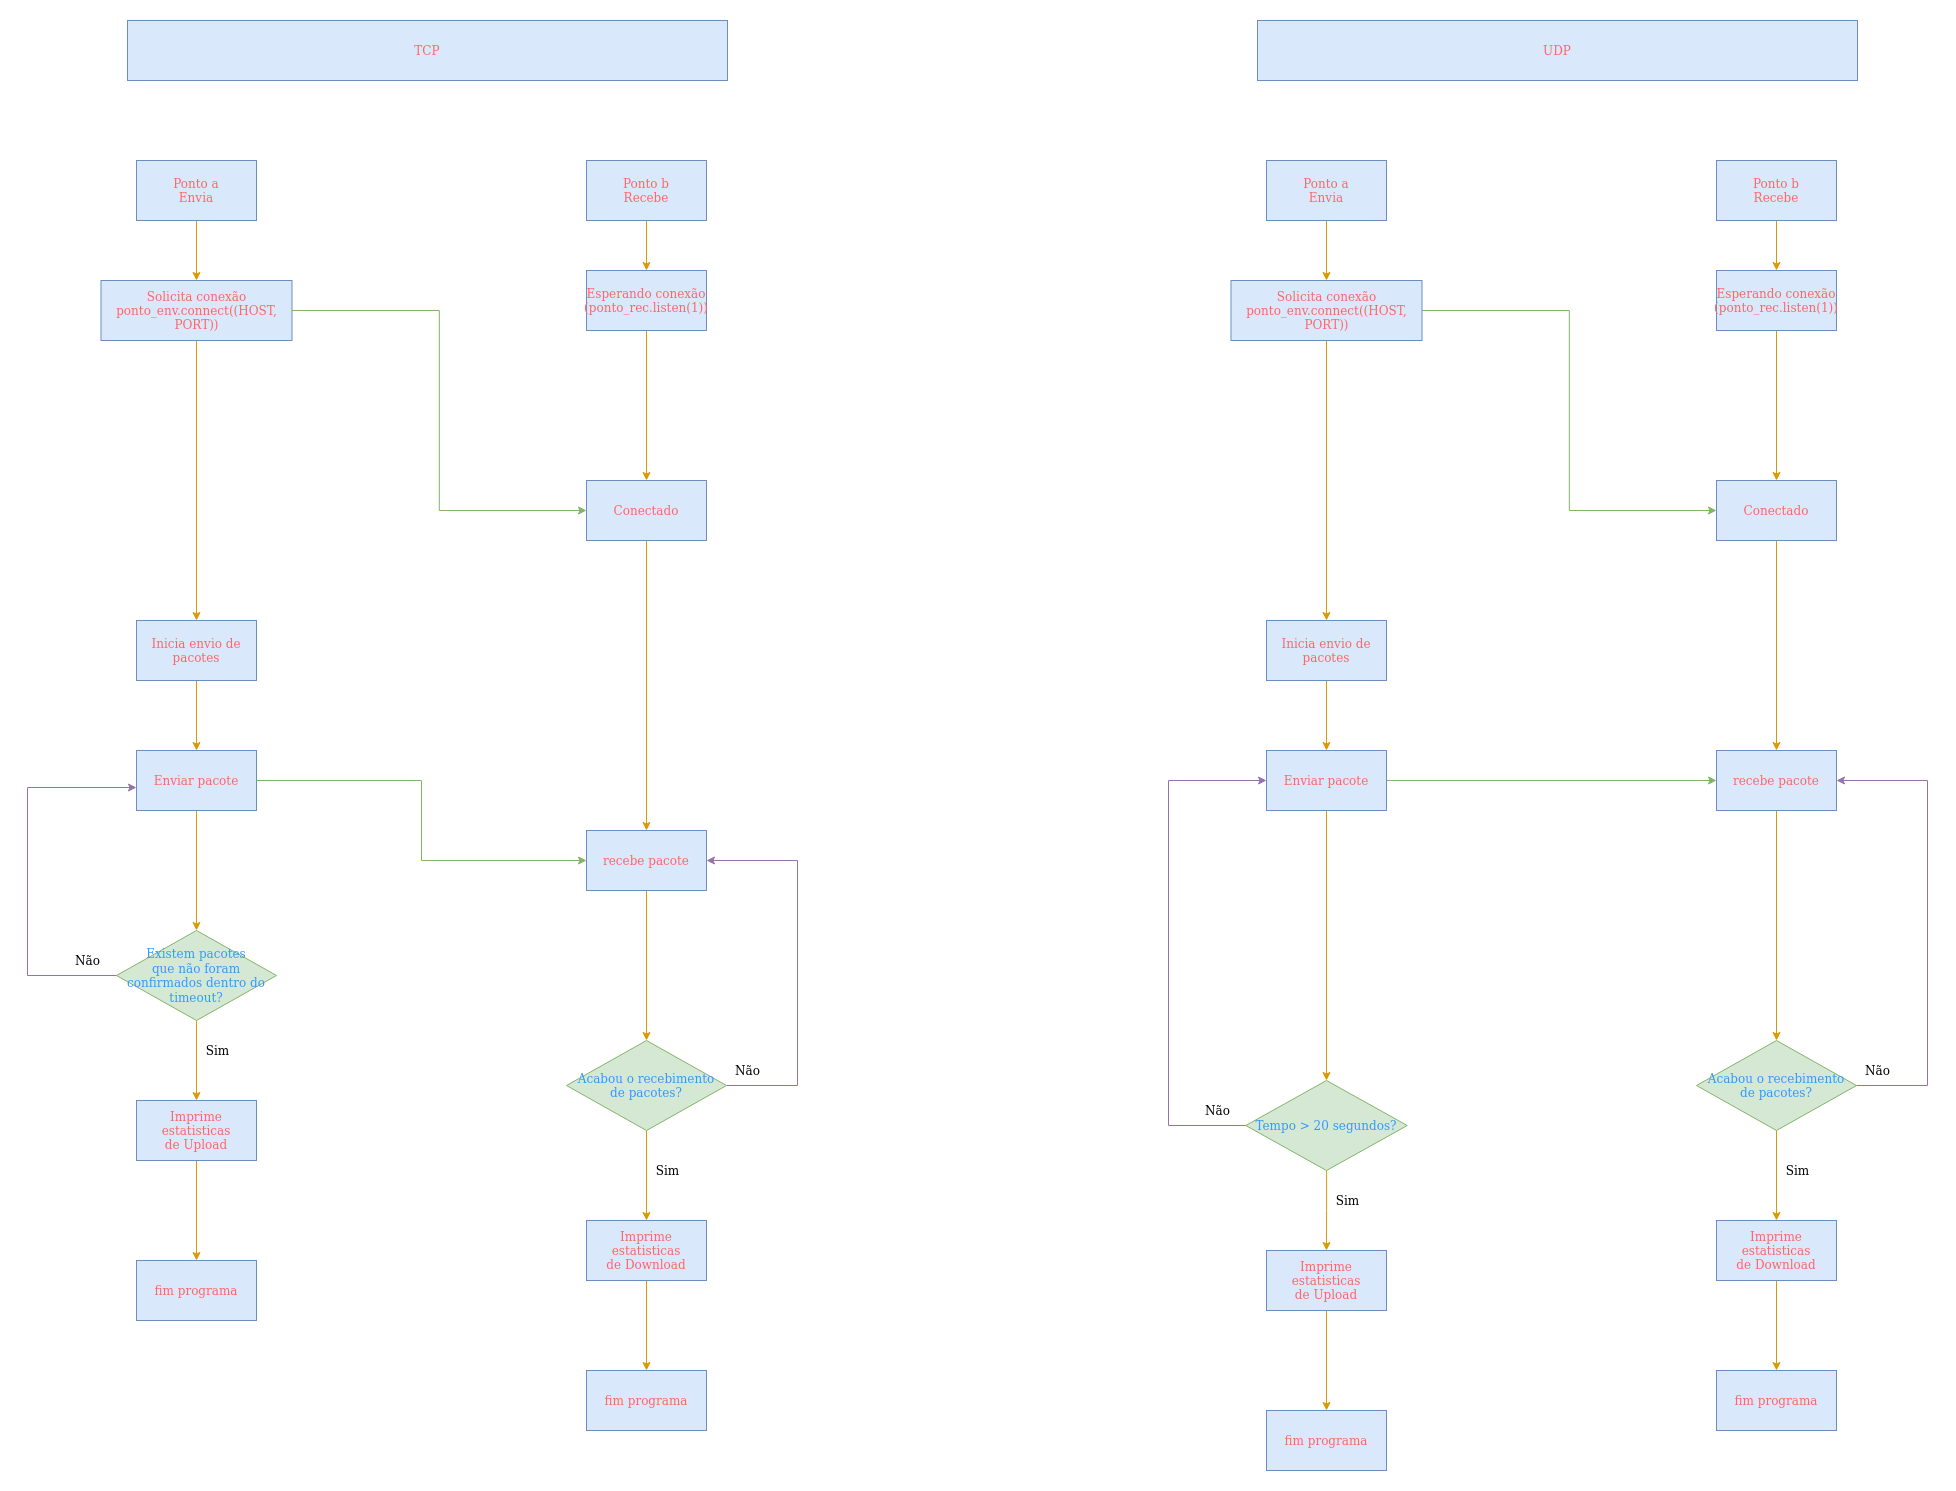 TCP
Ponto a
Envia
Ponto b
Recebe
Solicita conexão
ponto_env.connect((HOST,
PORT))
Esperando conexão
(ponto_rec.listen(1))
Conectado
Inicia envio de
pacotes
Enviar pacote
recebe pacote
Não
Existem pacotes
que não foram
confirmados dentro do
timeout?
Sim
Não
Acabou o recebimento
de pacotes?
Sim
Imprime
estatisticas
de Upload
Imprime
estatisticas
de Download
fim programa
fim programa
UDP
Ponto a
Envia
Ponto b
Recebe
Solicita conexão
ponto_env.connect((HOST,
PORT))
Esperando conexão
(ponto_rec.listen(1))
Conectado
Inicia envio de
pacotes
Enviar pacote
recebe pacote
Não
Acabou o recebimento
de pacotes?
Não
Tempo > 20 segundos?
Sim
Sim
Imprime
estatisticas
de Download
Imprime
estatisticas
de Upload
fim programa
fim programa